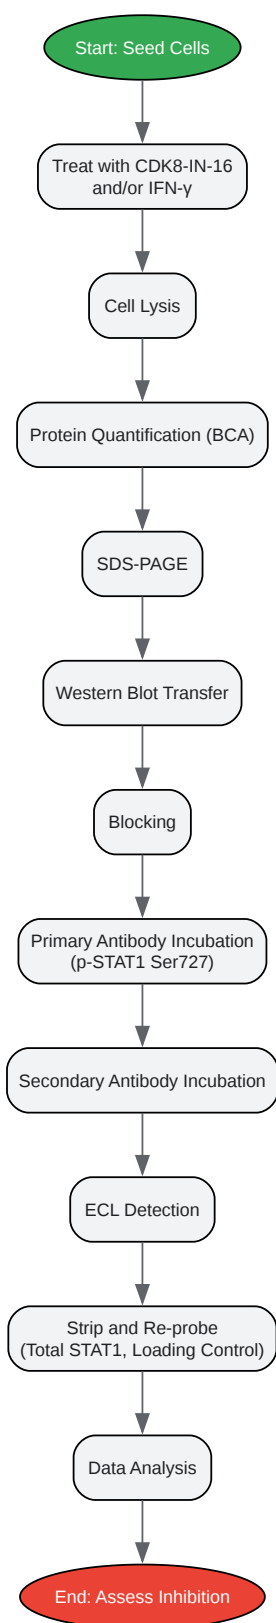 Start: Seed Cells
Treat with CDK8-IN-16
and/or IFN-γ
Cell Lysis
Protein Quantification (BCA)
SDS-PAGE
Western Blot Transfer
Blocking
Primary Antibody Incubation
(p-STAT1 Ser727)
Secondary Antibody Incubation
ECL Detection
Strip and Re-probe
(Total STAT1, Loading Control)
Data Analysis
End: Assess Inhibition